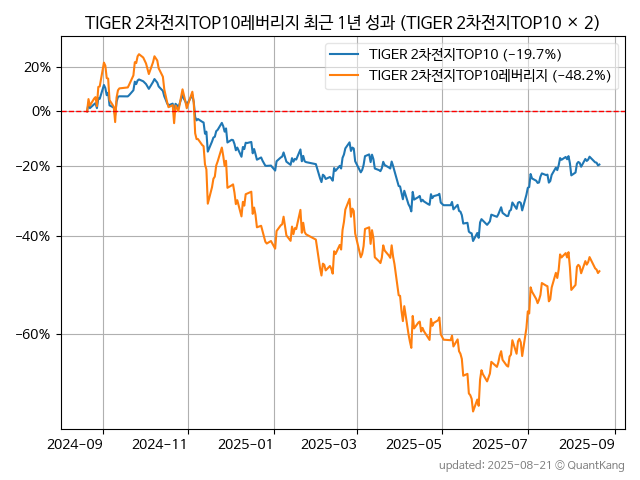 TIGER 2차전지TOP10레버리지 최근 1년 성과 (TIGER 2차전지TOP10 × 2)
TIGER 2차전지TOP10 (−19.7%)
TIGER 2차전지TOP10레버리지 (−48.2%)
20%
0%
−20%
−40%
−60%
2024-09 2024-11 2025-01 2025-03 2025-05 2025-07 2025-09
updated: 2025-08-21 © QuantKang